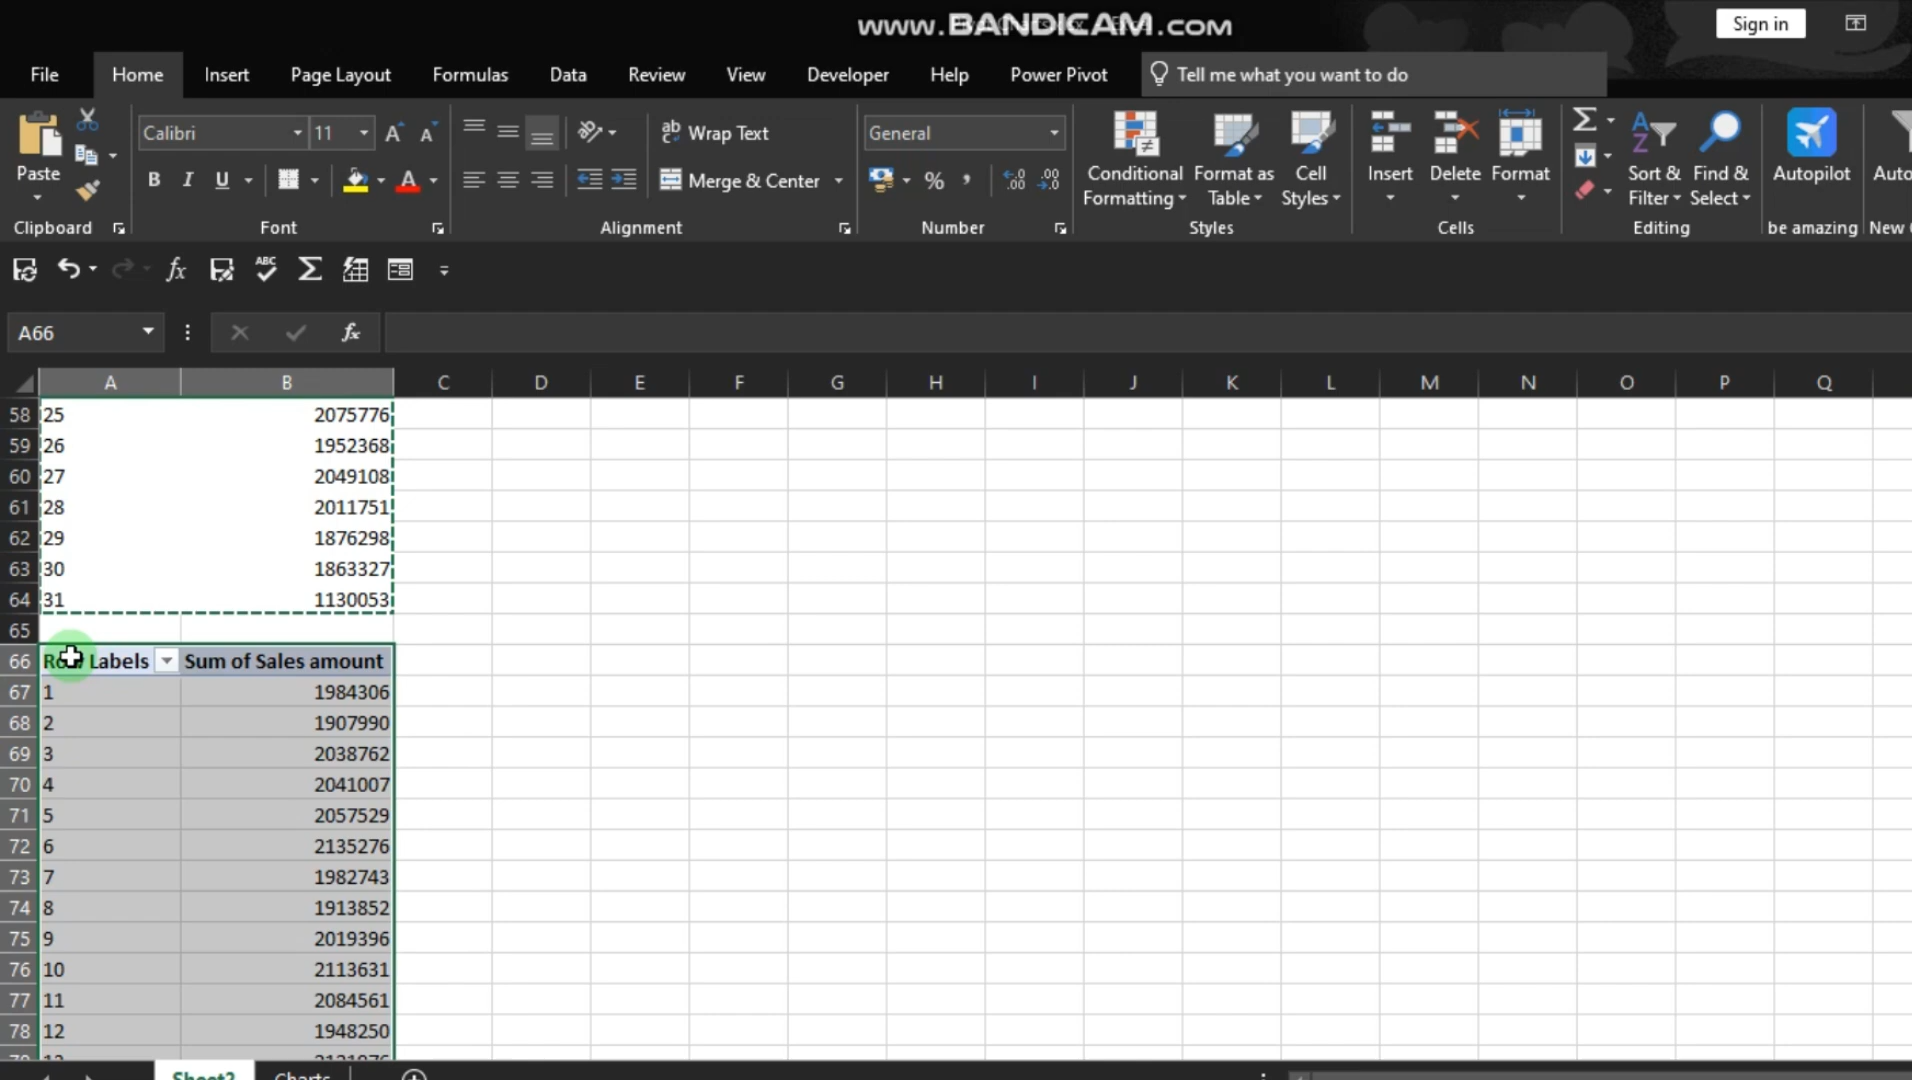 www.BANDICAM.com
Sign in
File Home Insert Page Layout Formulas Data Review View Developer Help Power Pivot Tell me what you want to do
Paste
Clipboard
Calibri 11
B I U
Font
Wrap Text
Merge & Center
Alignment
General
Number
Conditional Formatting
Format as Table
Cell Styles
Styles
Insert Delete Format
Cells
Sort & Filter
Find & Select
Editing
Autopilot
be amazing
A66
A B C D E F G H I J K L M N O P Q
58 25 2075776
59 26 1952368
60 27 2049108
61 28 2011751
62 29 1876298
63 30 1863327
64 31 1130053
65
66 Row Labels Sum of Sales amount
67 1 1984306
68 2 1907990
69 3 2038762
70 4 2041007
71 5 2057529
72 6 2135276
73 7 1982743
74 8 1913852
75 9 2019396
76 10 2113631
77 11 2084561
78 12 1948250
Sheet2 Charts